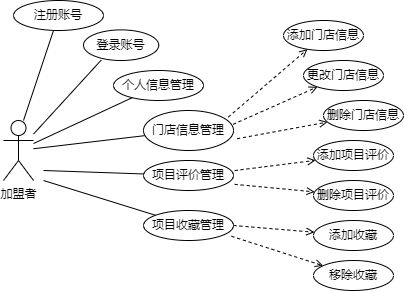 注册账号
登录账号
个人信息管理
门店信息管理
项目评价管理
项目收藏管理
加盟者
添加门店信息
更改门店信息
删除门店信息
添加项目评价
删除项目评价
添加收藏
移除收藏